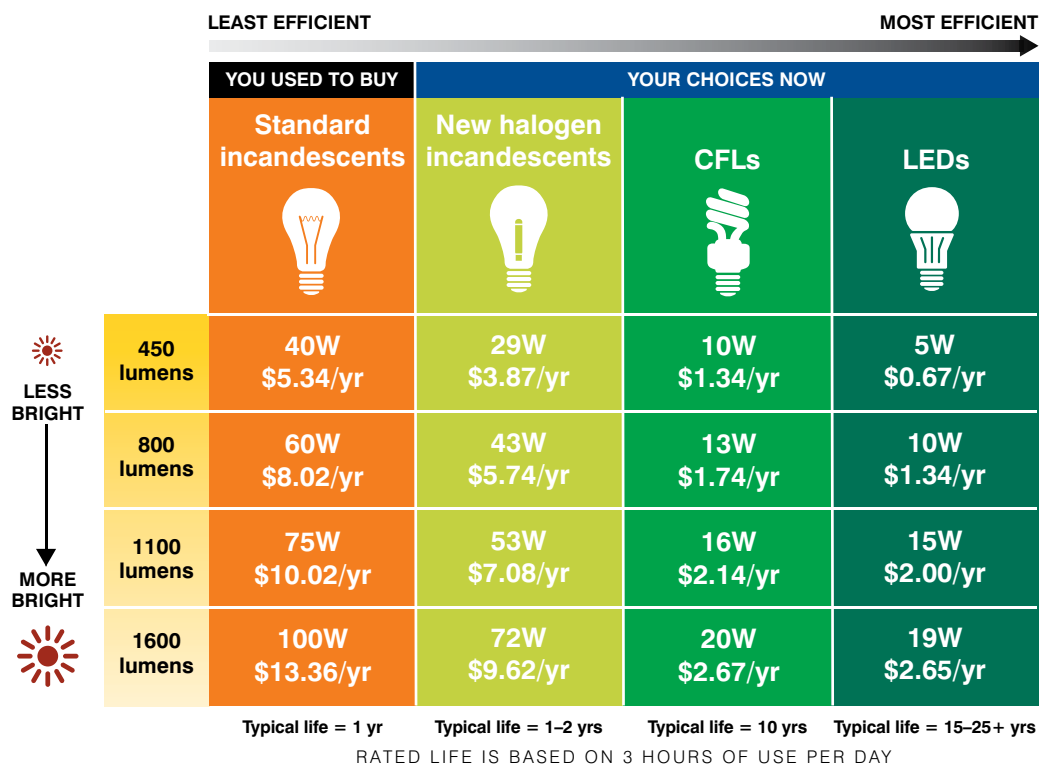 LEAST EFFICIENT
MOST EFFICIENT
YOU USED TO BUY
YOUR CHOICES NOW
Standard
incandescents
New halogen
incandescents
CFLs
LEDs
LESS
BRIGHT
MORE
BRIGHT
450
lumens
40W
$5.34/yr
29W
$3.87/yr
10W
$1.34/yr
5W
$0.67/yr
800
lumens
60W
$8.02/yr
43W
$5.74/yr
13W
$1.74/yr
10W
$1.34/yr
1100
lumens
75W
$10.02/yr
53W
$7.08/yr
16W
$2.14/yr
15W
$2.00/yr
1600
lumens
100W
$13.36/yr
72W
$9.62/yr
20W
$2.67/yr
19W
$2.65/yr
Typical life = 1 yr
Typical life = 1–2 yrs
Typical life = 10 yrs
Typical life = 15–25+ yrs
RATED LIFE IS BASED ON 3 HOURS OF USE PER DAY